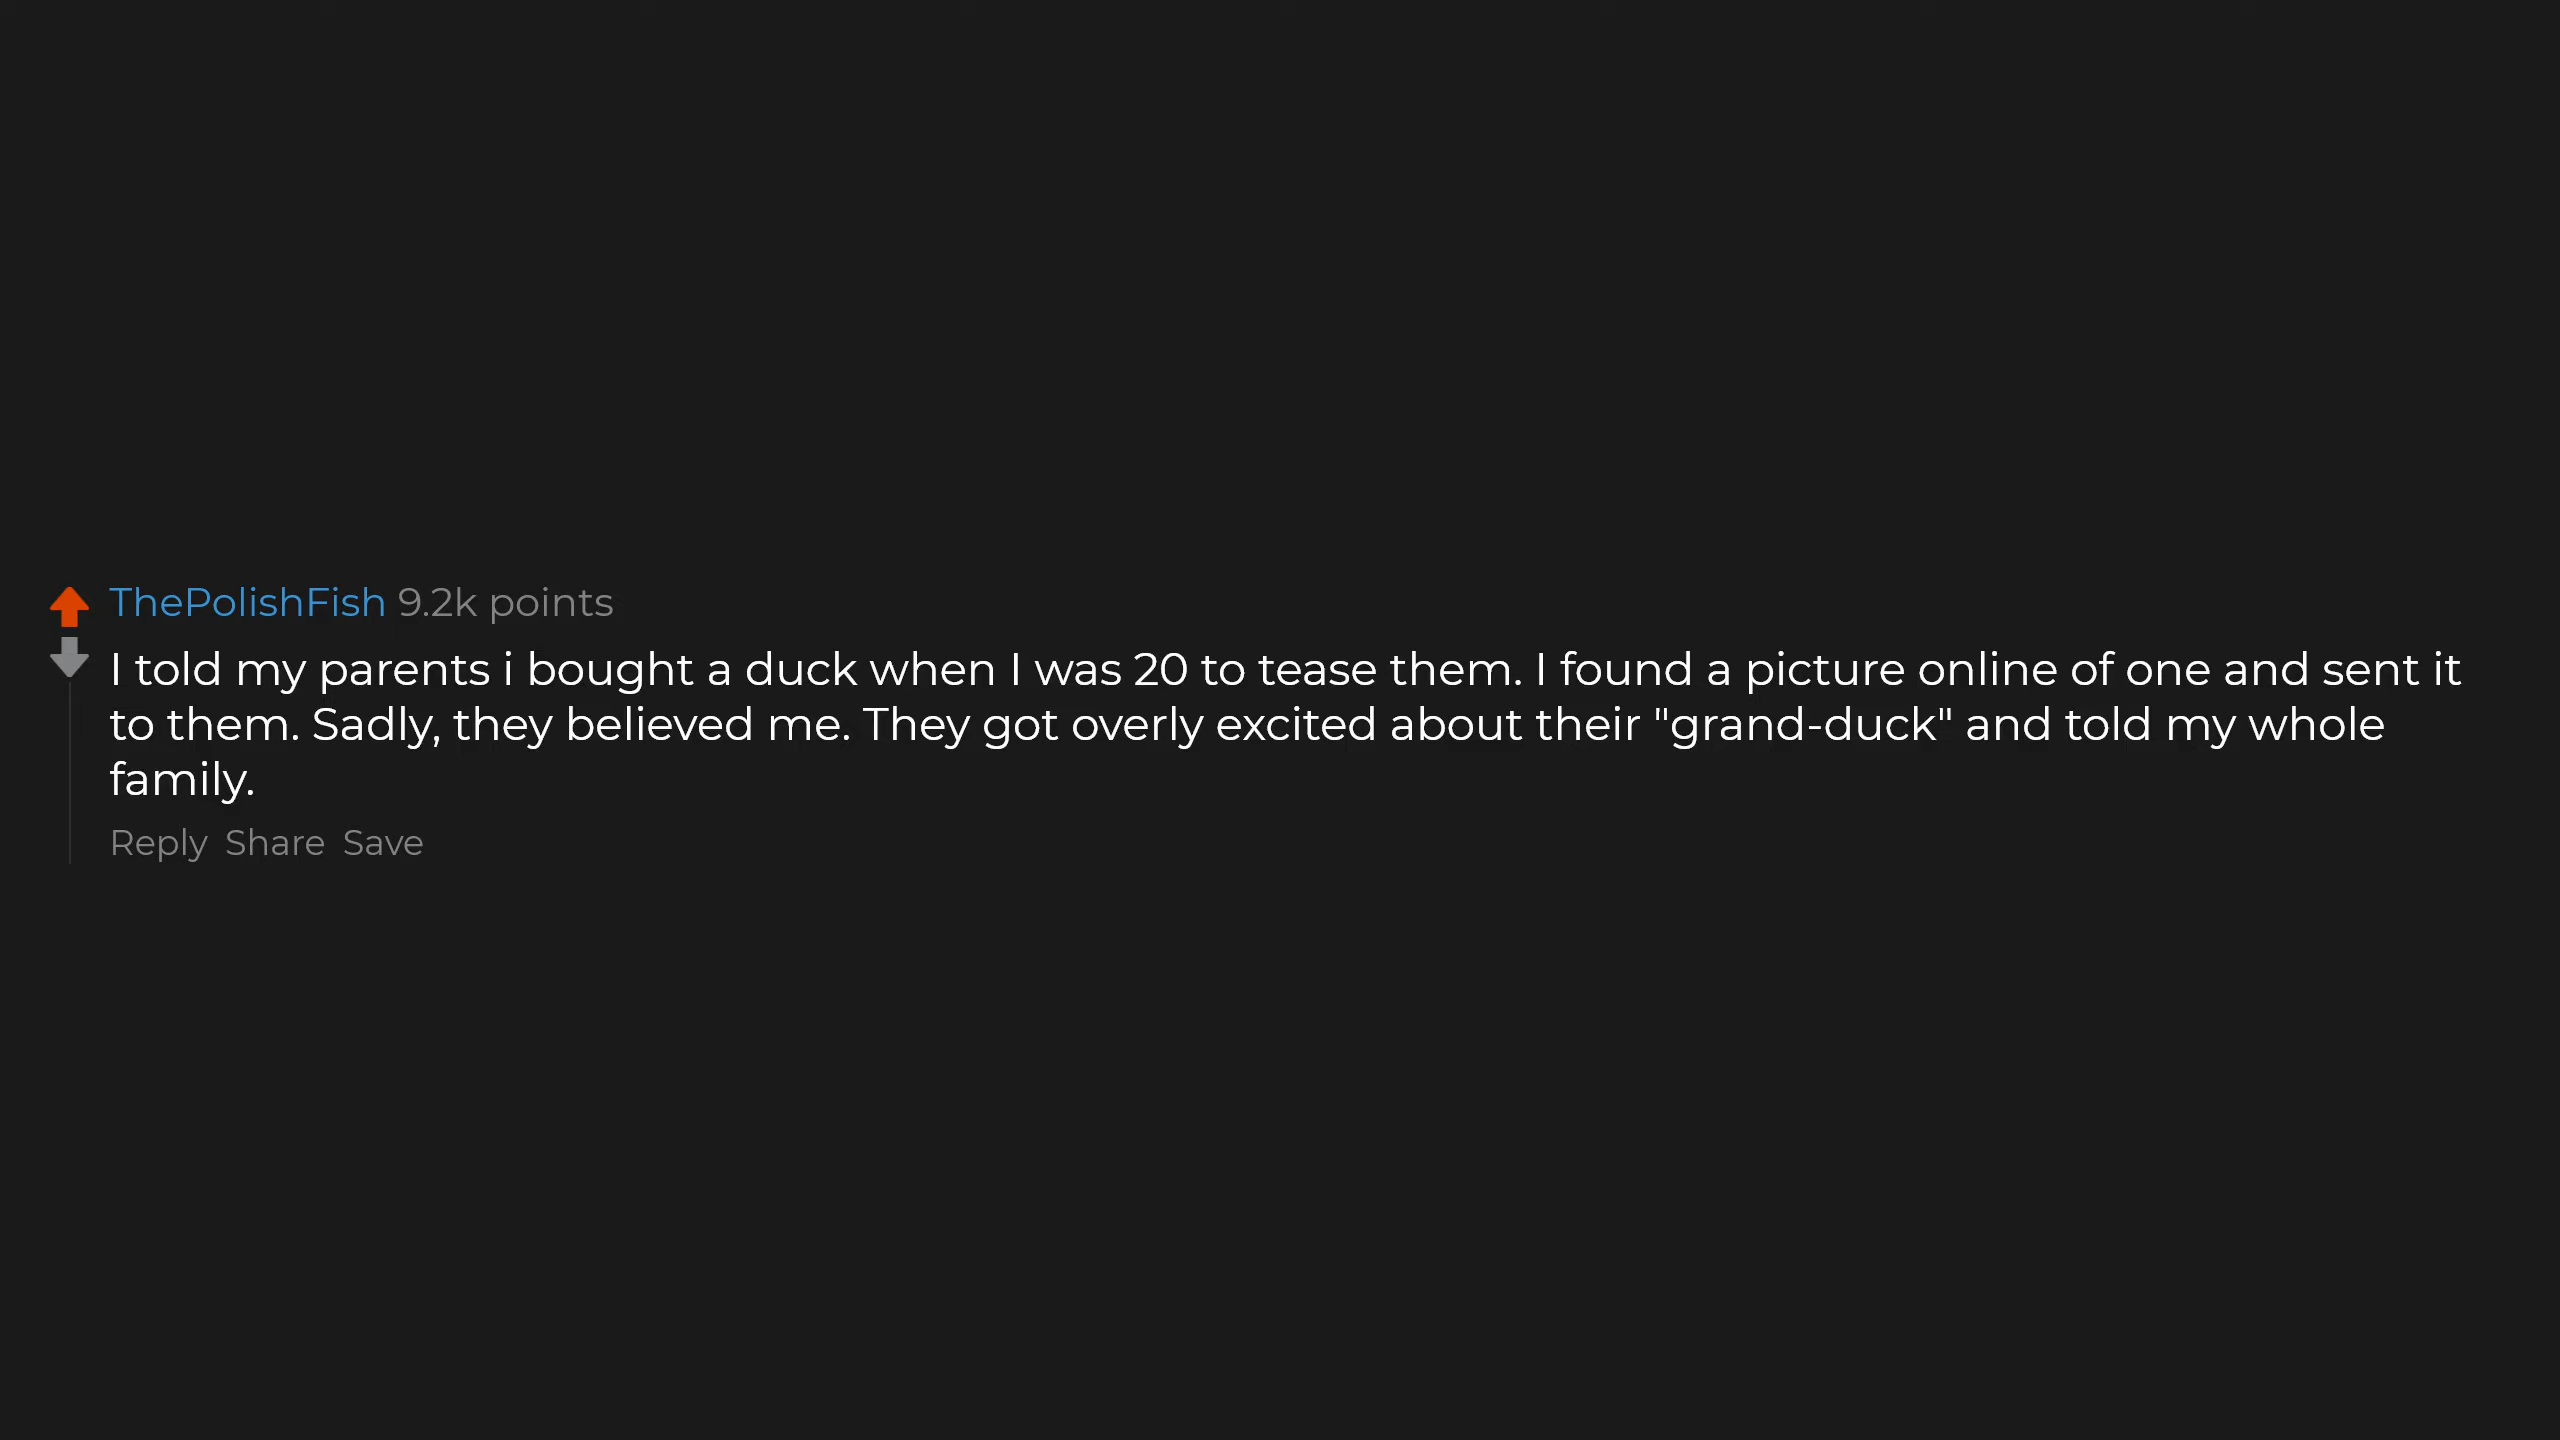 ThePolishFish 9.2k points
I told my parents i bought a duck when I was 20 to tease them. I found a picture online of one and sent it
to them. Sadly, they believed me. They got overly excited about their "grand-duck" and told my whole
family.
Reply Share Save